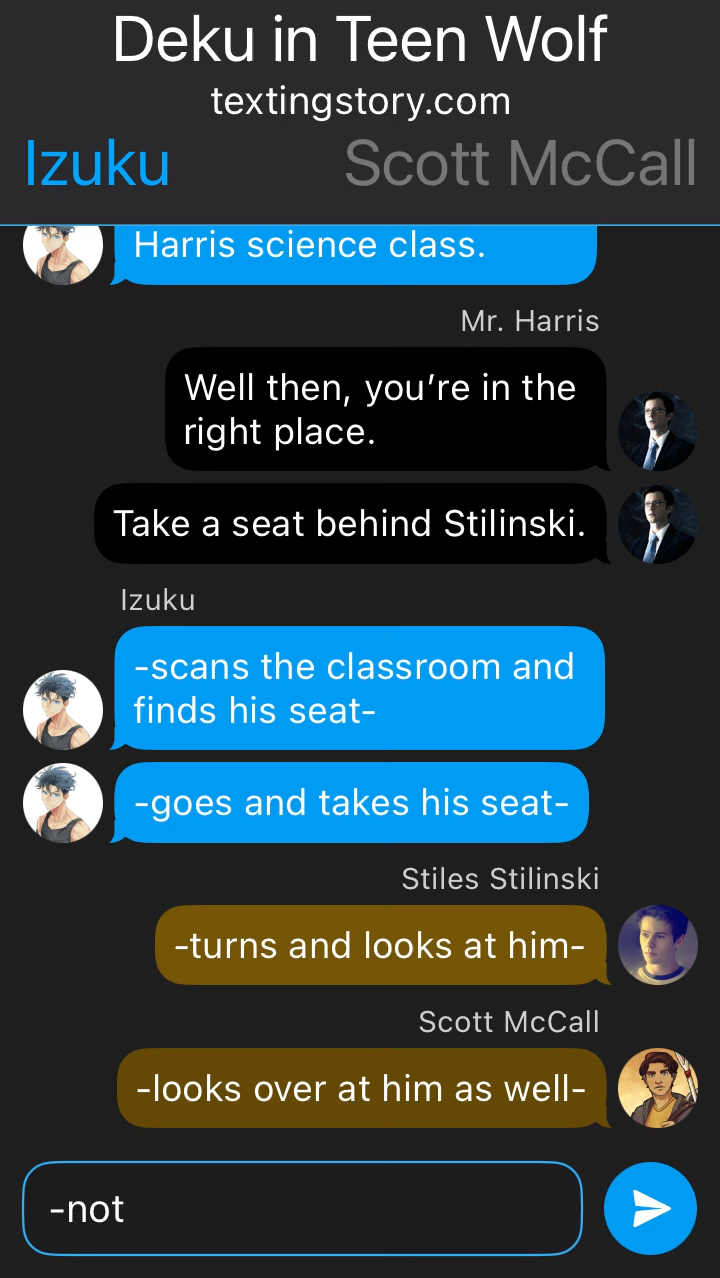 Deku in Teen Wolf
textingstory.com
Izuku
Scott McCall
Harris science class.
Mr. Harris
Well then, you’re in the
right place.
Take a seat behind Stilinski.
Izuku
-scans the classroom and
finds his seat-
-goes and takes his seat-
Stiles Stilinski
-turns and looks at him-
Scott McCall
-looks over at him as well-
-not